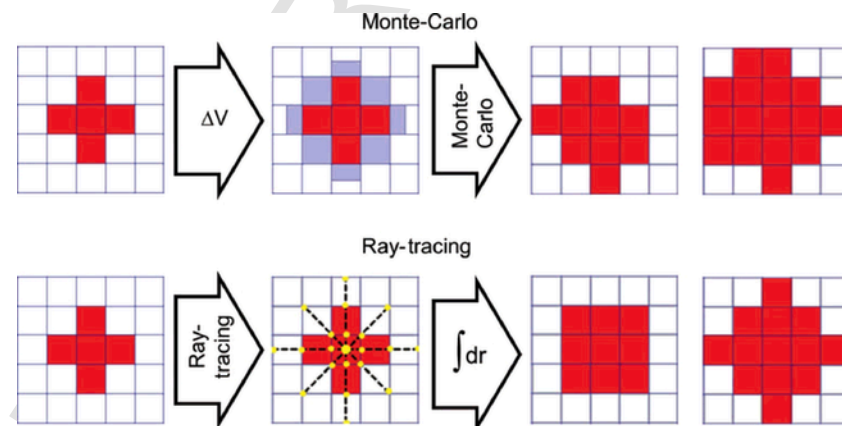 Monte-Carlo
ΔV
Monte-
Carlo
Ray-tracing
Ray-
tracing
∫dr